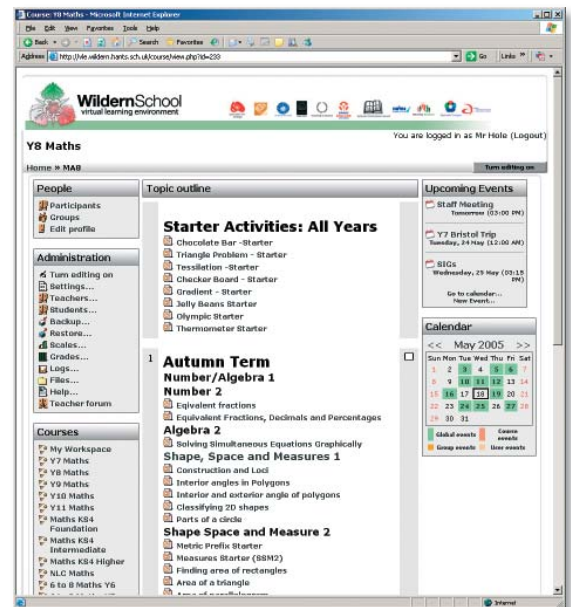 Course: Y8 Maths - Microsoft Internet Explorer
File Edit View Favorites Tools Help
Back Search Favorites
Address http://vle.wildern.hants.sch.uk/course/view.php?id=233 Go Links »
WildernSchool
virtual learning environment
You are logged in as Mr Hole (Logout)
Y8 Maths
Home » MA8
Turn editing on
People
Participants
Groups
Edit profile
Administration
Turn editing on
Settings...
Teachers...
Students...
Backup...
Restore...
Scales...
Grades...
Logs...
Files...
Help...
Teacher forum
Courses
My Workspace
Y7 Maths
Y8 Maths
Y9 Maths
Y10 Maths
Y11 Maths
Maths KS4
Foundation
Maths KS4
Intermediate
Maths KS4 Higher
NLC Maths
6 to 8 Maths Y6
Topic outline
Starter Activities: All Years
Chocolate Bar -Starter
Triangle Problem - Starter
Tessilation -Starter
Checker Board - Starter
Gradient - Starter
Jelly Beans Starter
Olympic Starter
Thermometer Starter
1 Autumn Term
Number/Algebra 1
Number 2
Eqivalent fractions
Equivalent Fractions, Decimals and Percentages
Algebra 2
Solving Simultaneous Equations Graphically
Shape, Space and Measures 1
Construction and Loci
Interior angles in Polygons
Interior and exterior angle of polygons
Classifying 2D shapes
Parts of a circle
Shape Space and Measure 2
Metric Prefix Starter
Measures Starter (SSM2)
Finding area of rectangles
Area of a triangle
Area of parallelogram
Upcoming Events
Staff Meeting
Tomorrow (03:00 PM)
Y7 Bristol Trip
Tuesday, 24 May (12:00 AM)
SIGs
Wednesday, 25 May (03:15
PM)
Go to calendar...
New Event...
Calendar
<< May 2005 >>
Sun Mon Tue Wed Thu Fri Sat
1 2 3 4 5 6 7
8 9 10 11 12 13 14
15 16 17 18 19 20 21
22 23 24 25 26 27 28
29 30 31
Global events Course events
Group events User events
Internet